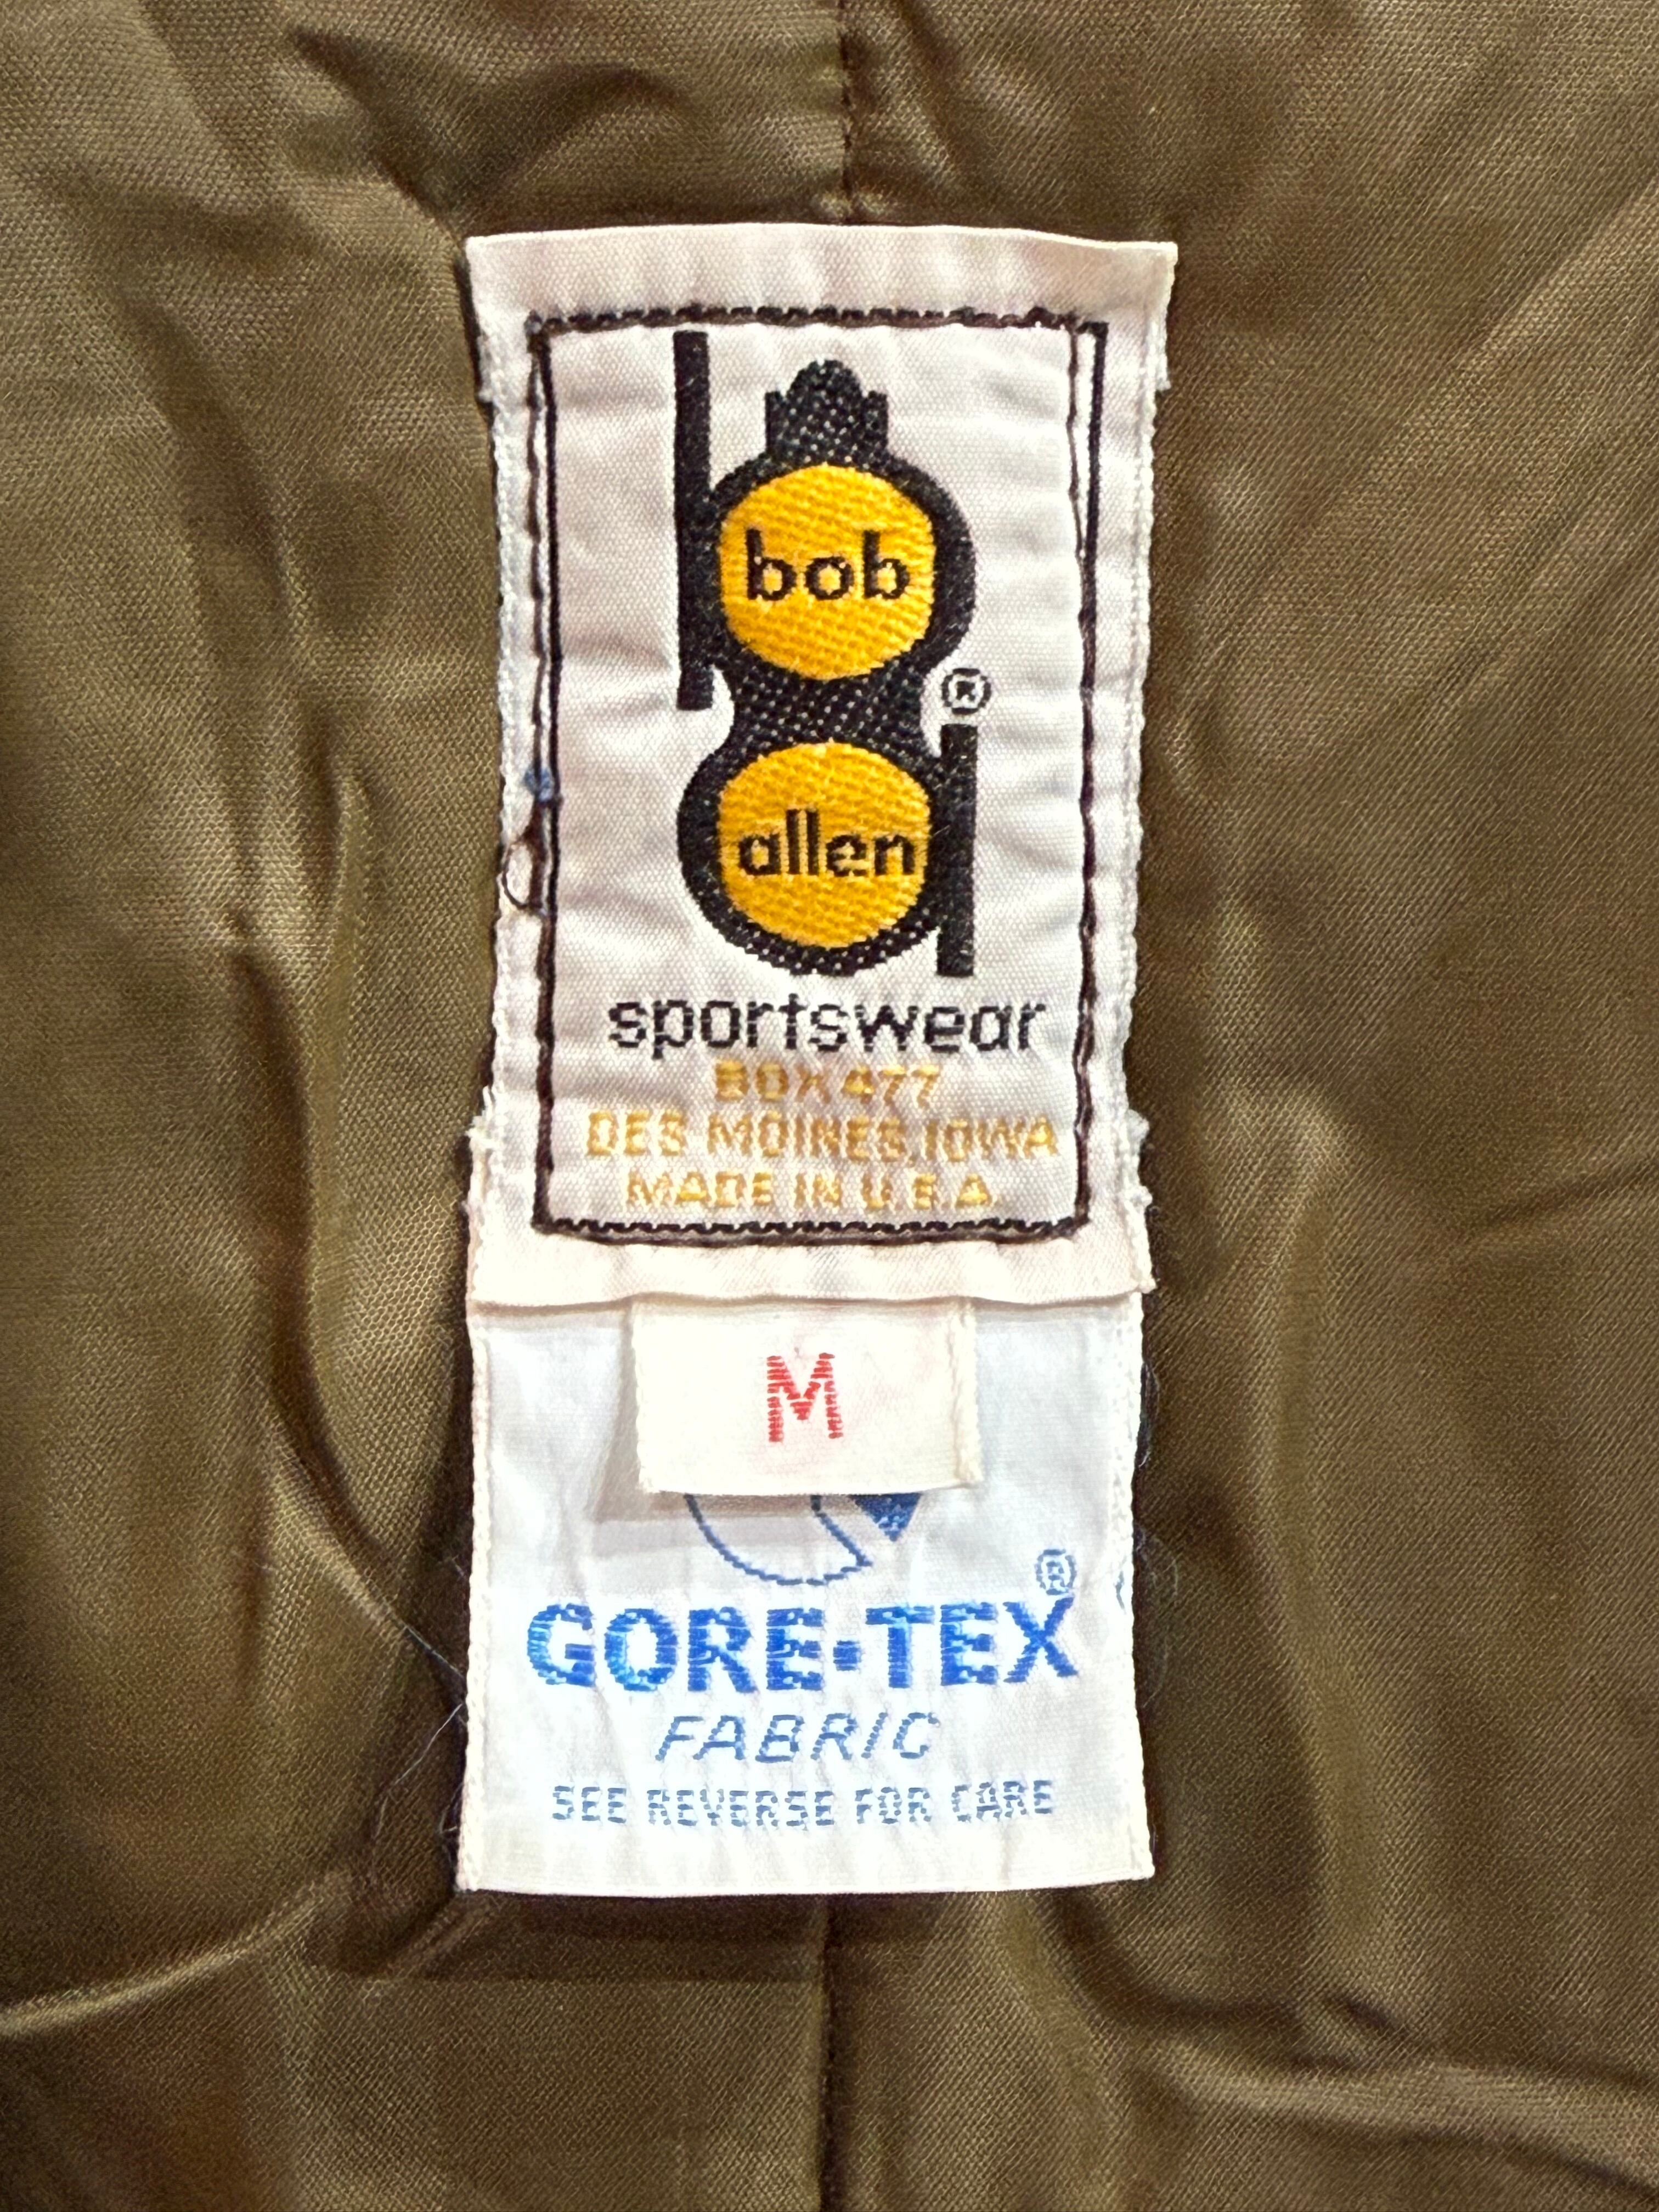 bob
®
allen
sportswear
BOX 477
DES MOINES, IOWA
MADE IN U.S.A.
M
®
GORE-TEX
FABRIC
SEE REVERSE FOR CARE